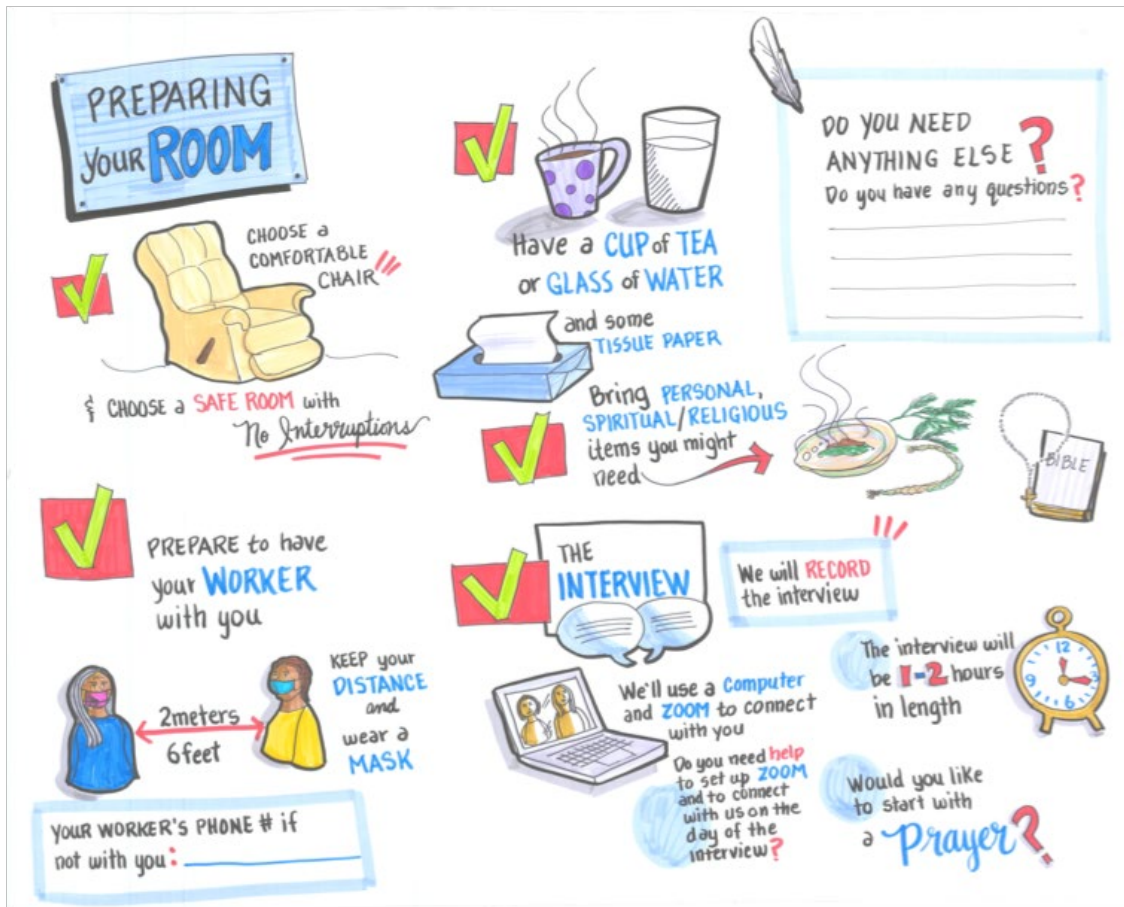 PREPARING
YOUR ROOM
CHOOSE a
COMFORTABLE
CHAIR
& CHOOSE a SAFE ROOM with
No Interruptions
PREPARE to have
your WORKER
with you
2meters
6feet
KEEP your
DISTANCE
and
wear a
MASK
YOUR WORKER'S PHONE # if
not with you:
Have a CUP of TEA
or GLASS of WATER
and some
TISSUE PAPER
Bring PERSONAL,
SPIRITUAL/RELIGIOUS
items you might
need
BIBLE
THE
INTERVIEW
We will RECORD
the interview
We'll use a Computer
and ZOOM to connect
with you
Do you need help
to set up ZOOM
and to connect
with us on the
day of the
interview?
The interview will
be 1-2 hours
in length
12
3
6
9
Would you like
to start with
a Prayer?
DO YOU NEED
ANYTHING ELSE?
Do you have any questions?